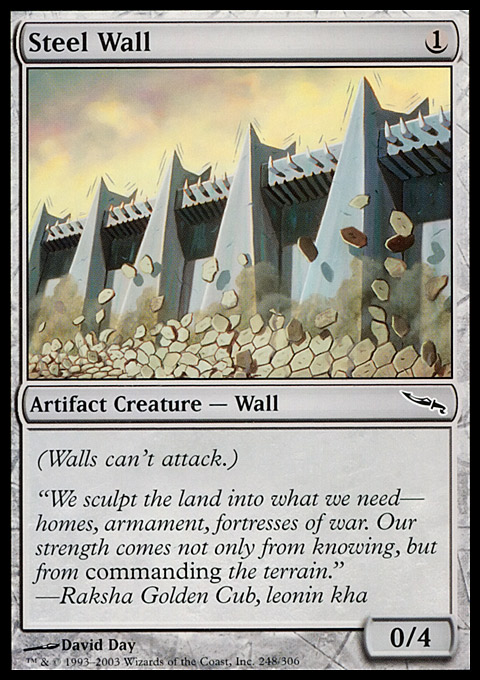 Steel Wall
1
Artifact Creature — Wall
(Walls can't attack.)
"We sculpt the land into what we need—
homes, armament, fortresses of war. Our
strength comes not only from knowing, but
from commanding the terrain."
—Raksha Golden Cub, leonin kha
0/4
David Day
™ & © 1993–2003 Wizards of the Coast, Inc. 248/306